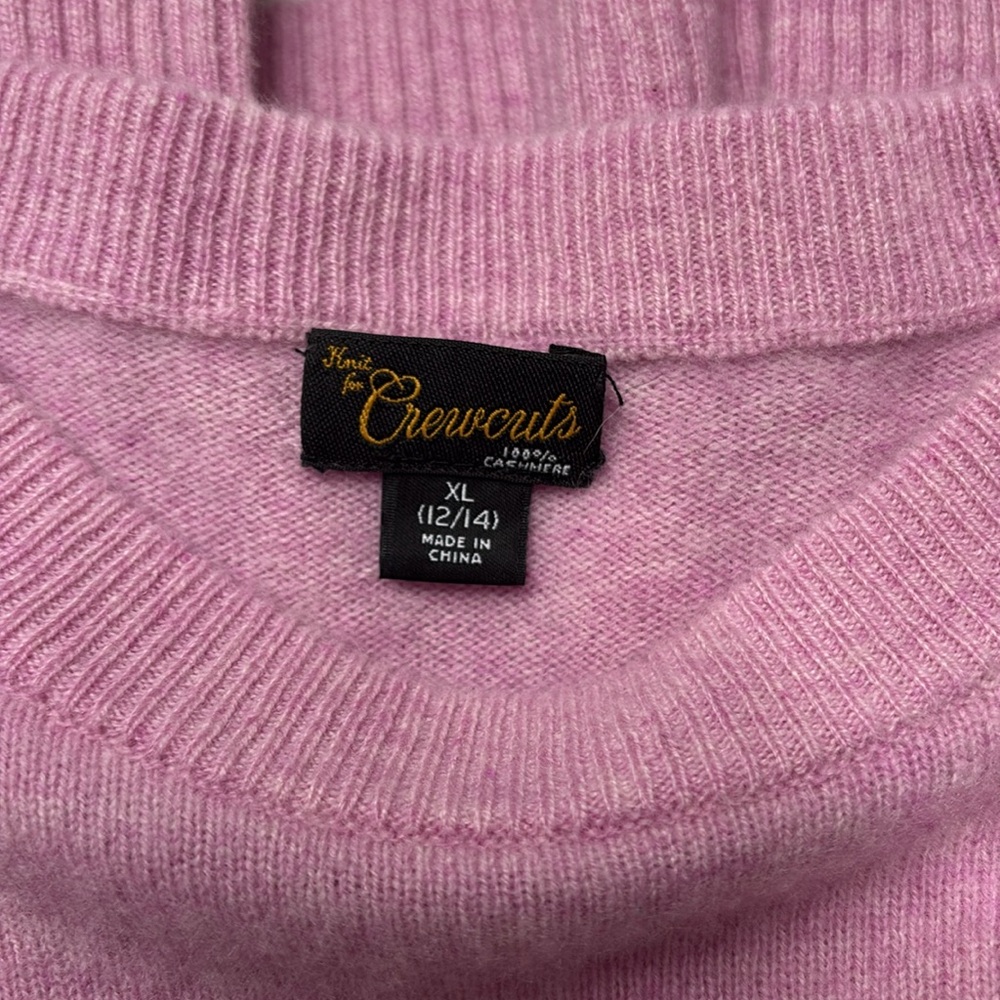 Knit
for
Crewcuts
100%
CASHMERE
XL
(12/14)
MADE IN
CHINA